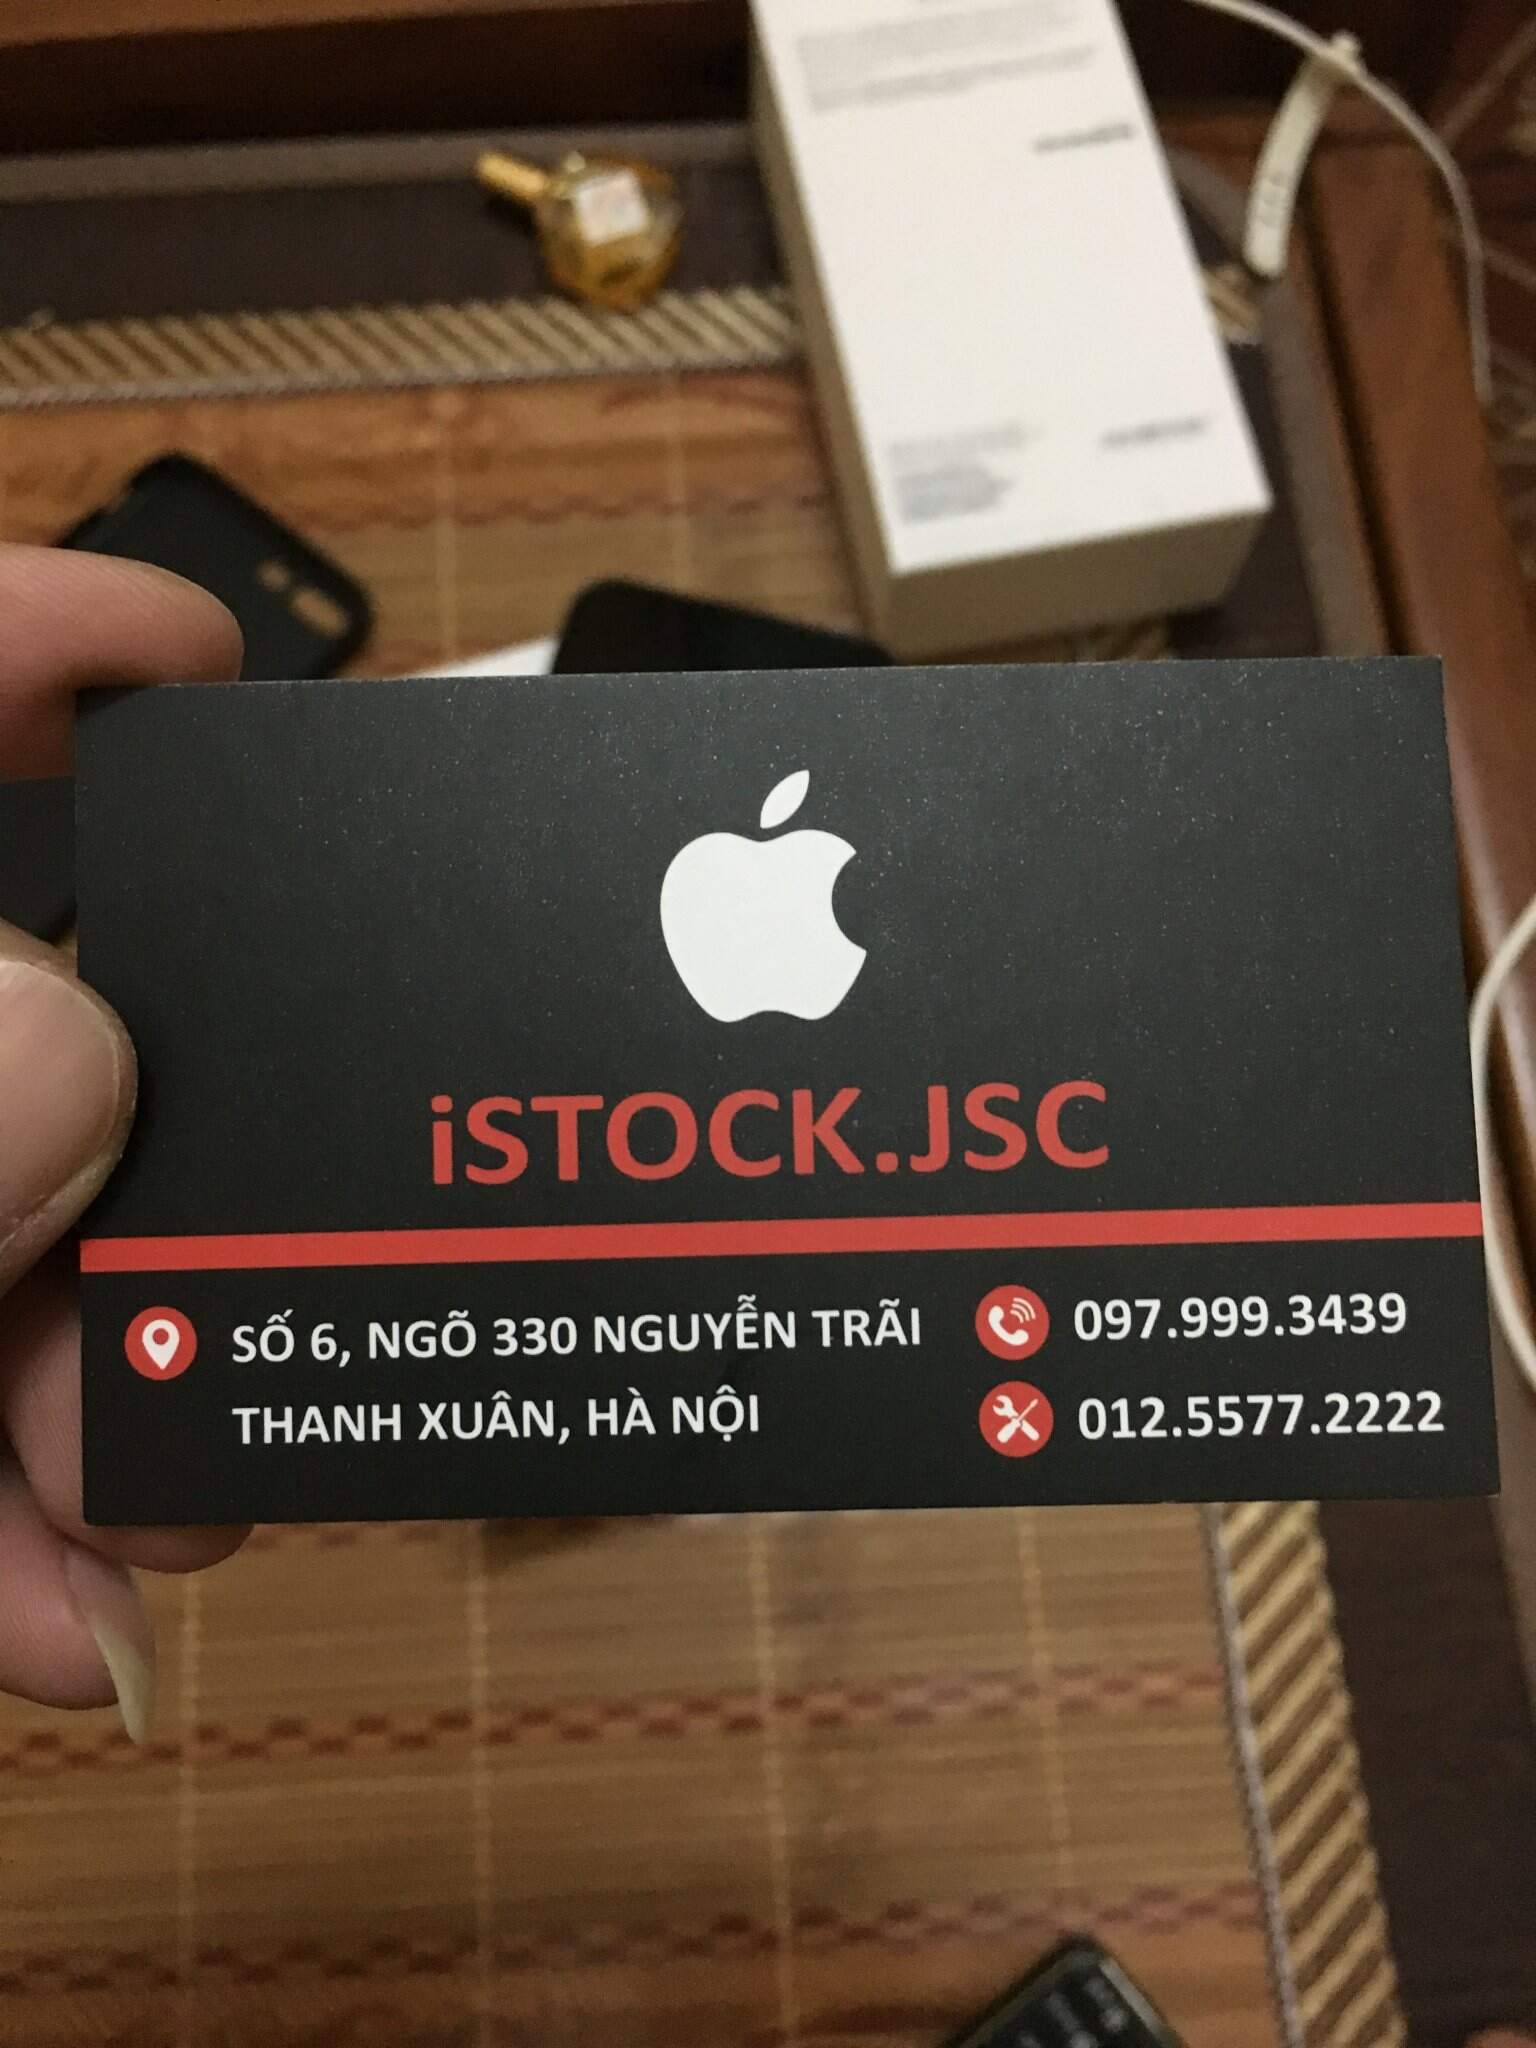 iSTOCK.JSC
SỐ 6, NGÕ 330 NGUYỄN TRÃI
THANH XUÂN, HÀ NỘI
097.999.3439
012.5577.2222